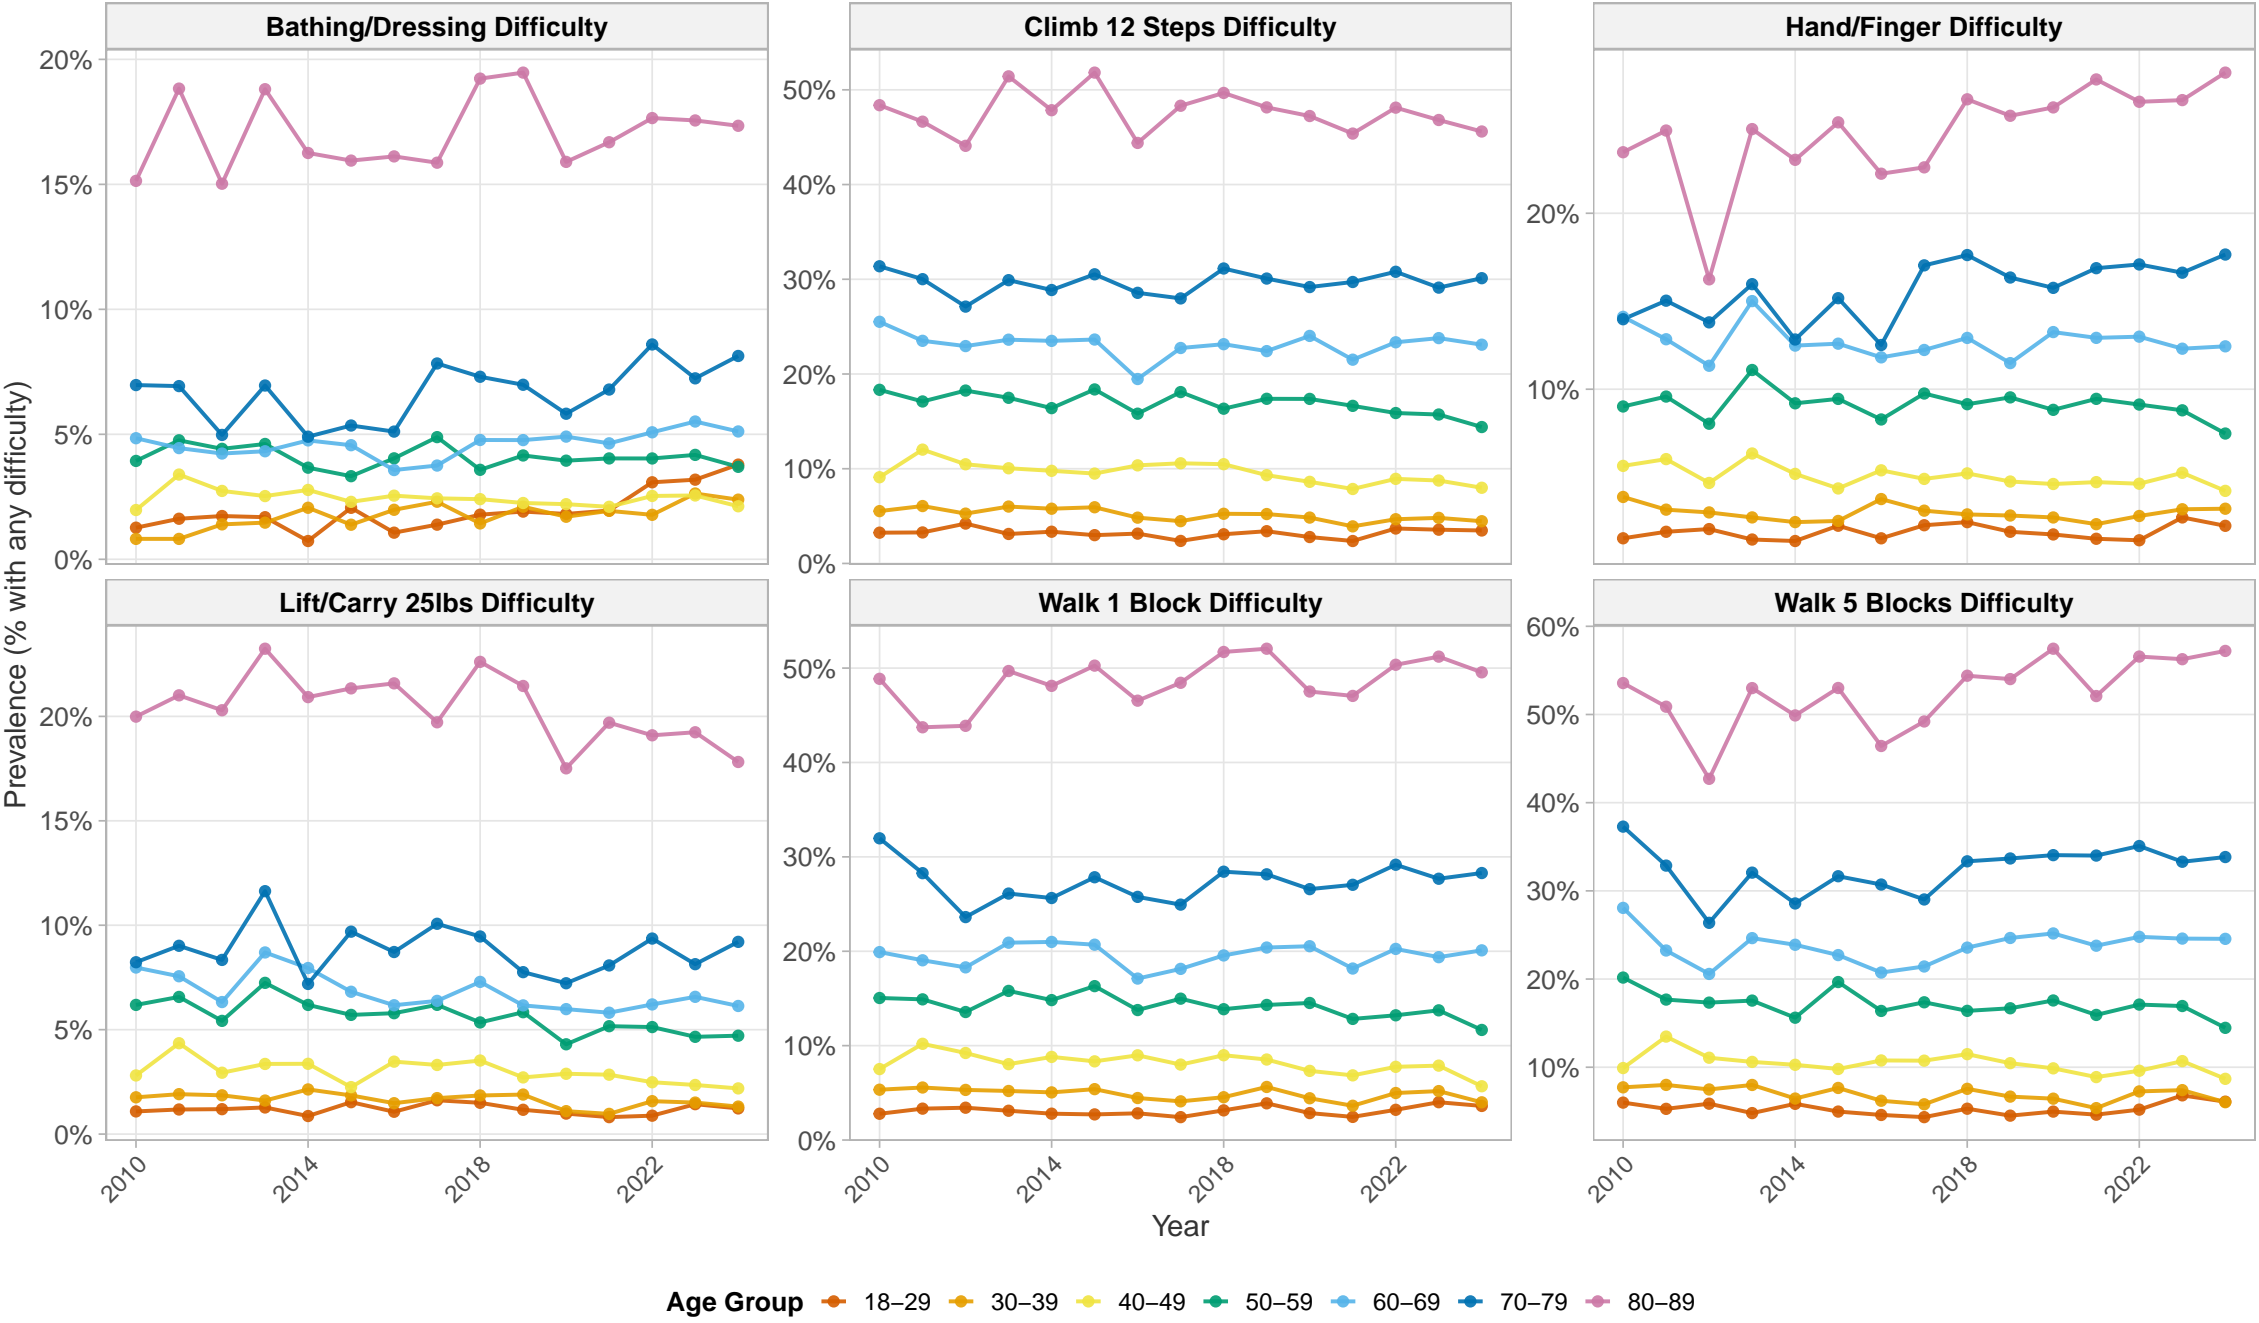 Bathing/Dressing Difficulty
Climb 12 Steps Difficulty
Hand/Finger Difficulty
20%
15%
10%
5%
0%
50%
40%
30%
20%
10%
0%
20%
10%
Prevalence (% with any difficulty)
Lift/Carry 25lbs Difficulty
Walk 1 Block Difficulty
Walk 5 Blocks Difficulty
20%
15%
10%
5%
0%
50%
40%
30%
20%
10%
0%
60%
50%
40%
30%
20%
10%
2010 2014 2018 2022
2010 2014 2018 2022
2010 2014 2018 2022
Year
Age Group 18–29 30–39 40–49 50–59 60–69 70–79 80–89